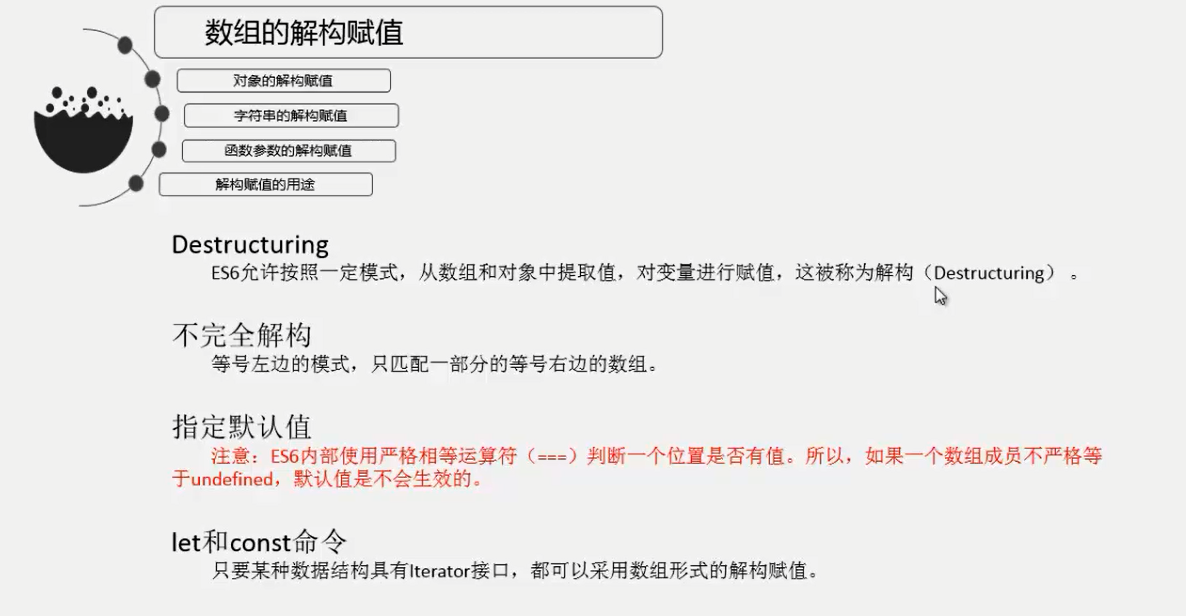 数组的解构赋值
对象的解构赋值
字符串的解构赋值
函数参数的解构赋值
解构赋值的用途
Destructuring
ES6允许按照一定模式，从数组和对象中提取值，对变量进行赋值，这被称为解构（Destructuring）。
不完全解构
等号左边的模式，只匹配一部分的等号右边的数组。
指定默认值
注意：ES6内部使用严格相等运算符（===）判断一个位置是否有值。所以，如果一个数组成员不严格等
于undefined，默认值是不会生效的。
let和const命令
只要某种数据结构具有Iterator接口，都可以采用数组形式的解构赋值。